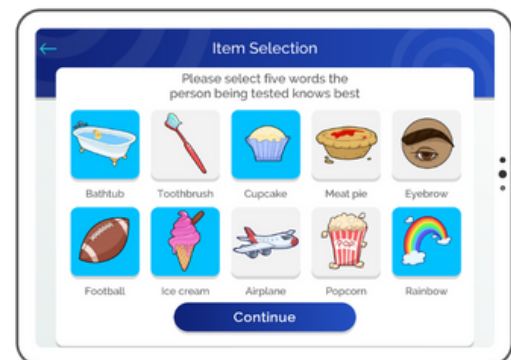 Item Selection
Please select five words the
person being tested knows best
Bathtub Toothbrush Cupcake Meat pie Eyebrow
POP
Football Ice cream Airplane Popcorn Rainbow
Continue